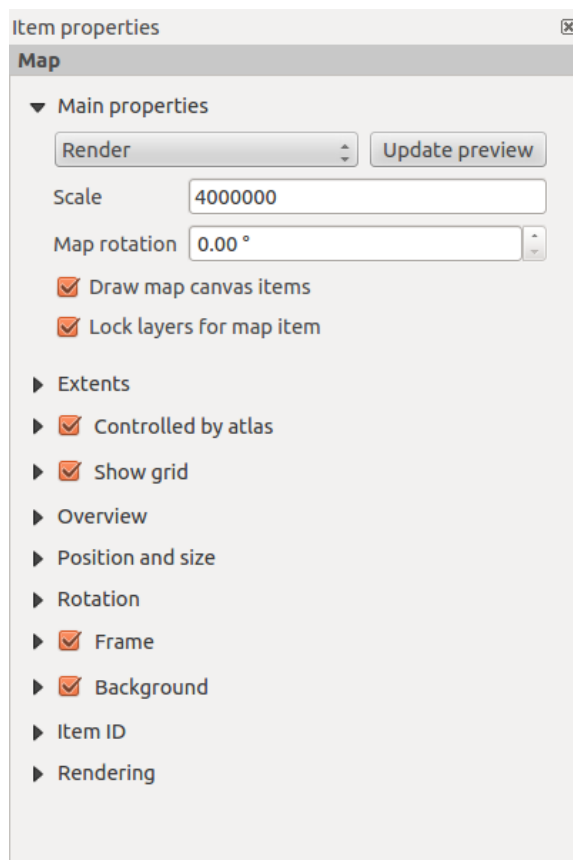 Item properties
Map
Main properties
Render Update preview
Scale 4000000
Map rotation 0.00 °
Draw map canvas items
Lock layers for map item
Extents
Controlled by atlas
Show grid
Overview
Position and size
Rotation
Frame
Background
Item ID
Rendering